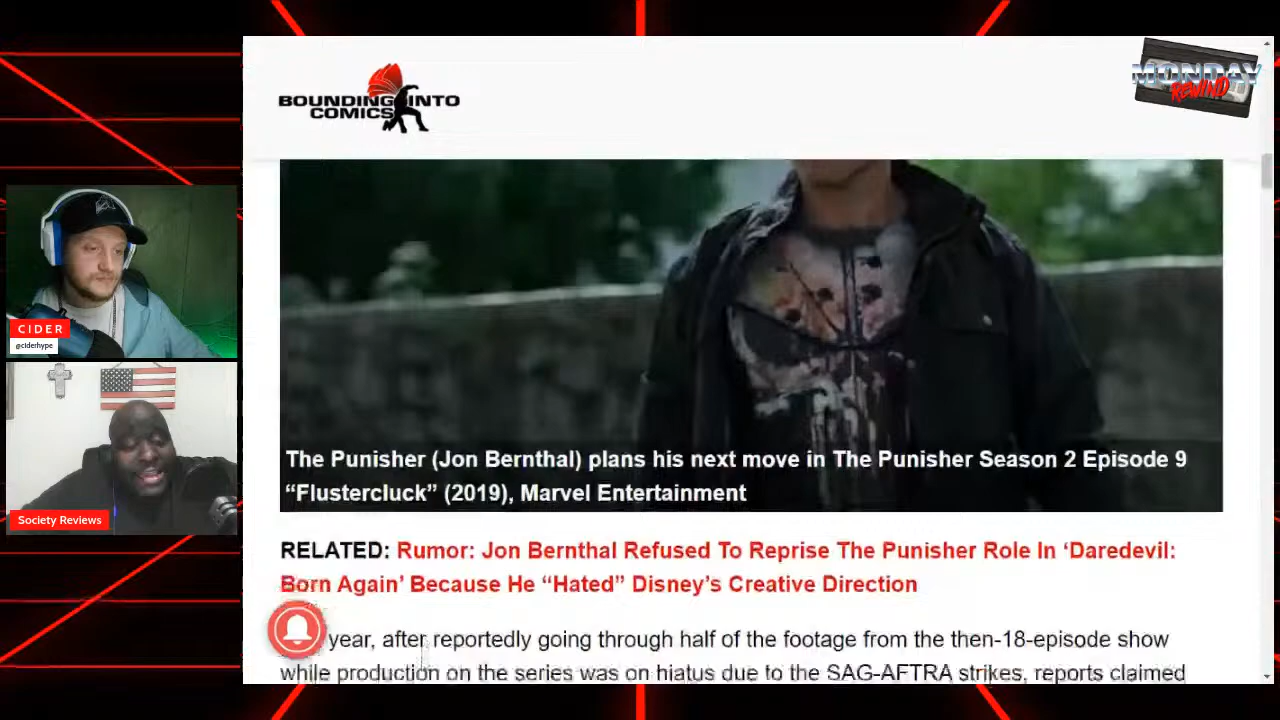 MONDAY
REWIND
BOUNDING INTO
COMICS
CIDER
@ciderhype
Society Reviews
The Punisher (Jon Bernthal) plans his next move in The Punisher Season 2 Episode 9
“Flustercluck” (2019), Marvel Entertainment
RELATED: Rumor: Jon Bernthal Refused To Reprise The Punisher Role In ‘Daredevil:
Born Again’ Because He “Hated” Disney’s Creative Direction
year, after reportedly going through half of the footage from the then-18-episode show
while production on the series was on hiatus due to the SAG-AFTRA strikes, reports claimed